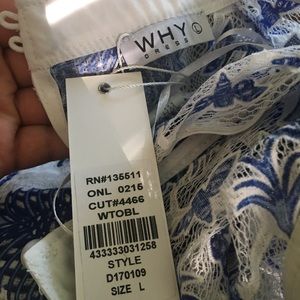 WHY
DRESS
L
RN#135511
ONL 0216
CUT#4466
WTOBL
433333031258
STYLE
D170109
SIZE L